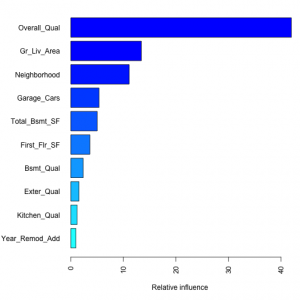 Overall_Qual
Gr_Liv_Area
Neighborhood
Garage_Cars
Total_Bsmt_SF
First_Flr_SF
Bsmt_Qual
Exter_Qual
Kitchen_Qual
Year_Remod_Add
0 10 20 30 40
Relative influence